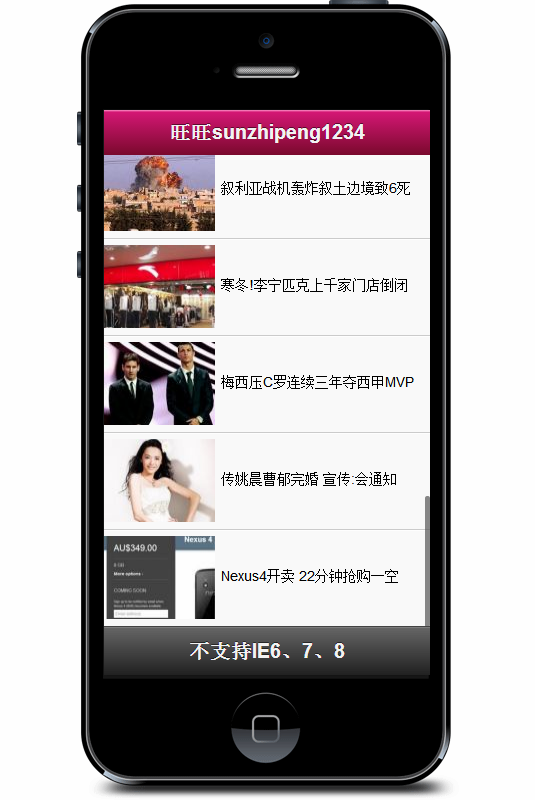 旺旺sunzhipeng1234
叙利亚战机轰炸叙土边境致6死
寒冬!李宁匹克上千家门店倒闭
梅西压C罗连续三年夺西甲MVP
传姚晨曹郁完婚 宣传:会通知
Nexus 4
AU$349.00
8 GB
More options ›
COMING SOON
Nexus4开卖 22分钟抢购一空
不支持IE6、7、8